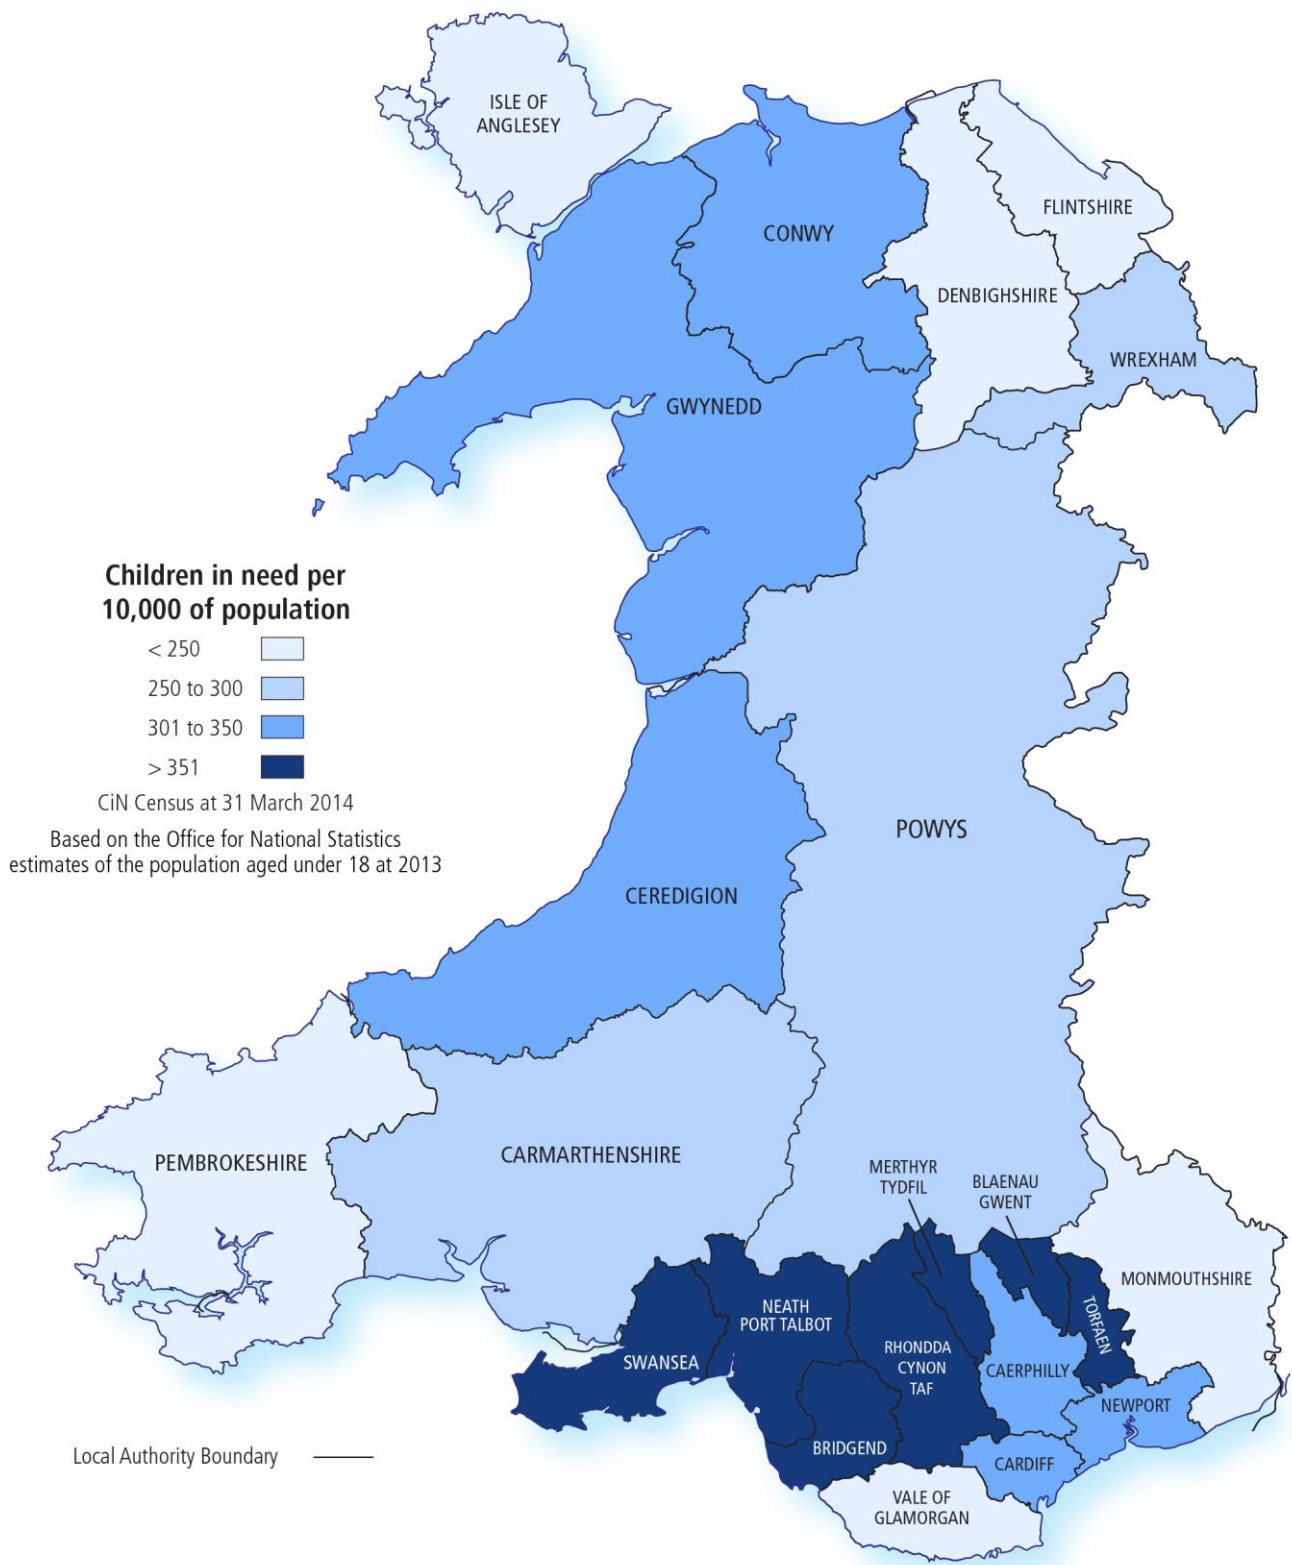 ISLE OF
ANGLESEY
FLINTSHIRE
CONWY
DENBIGHSHIRE
WREXHAM
GWYNEDD
Children in need per
10,000 of population
< 250
250 to 300
301 to 350
> 351
CiN Census at 31 March 2014
Based on the Office for National Statistics
estimates of the population aged under 18 at 2013
POWYS
CEREDIGION
PEMBROKESHIRE
CARMARTHENSHIRE
MERTHYR
TYDFIL
BLAENAU
GWENT
MONMOUTHSHIRE
NEATH
PORT TALBOT
TORFAEN
SWANSEA
RHONDDA
CYNON
TAF
CAERPHILLY
NEWPORT
BRIDGEND
CARDIFF
Local Authority Boundary
VALE OF
GLAMORGAN